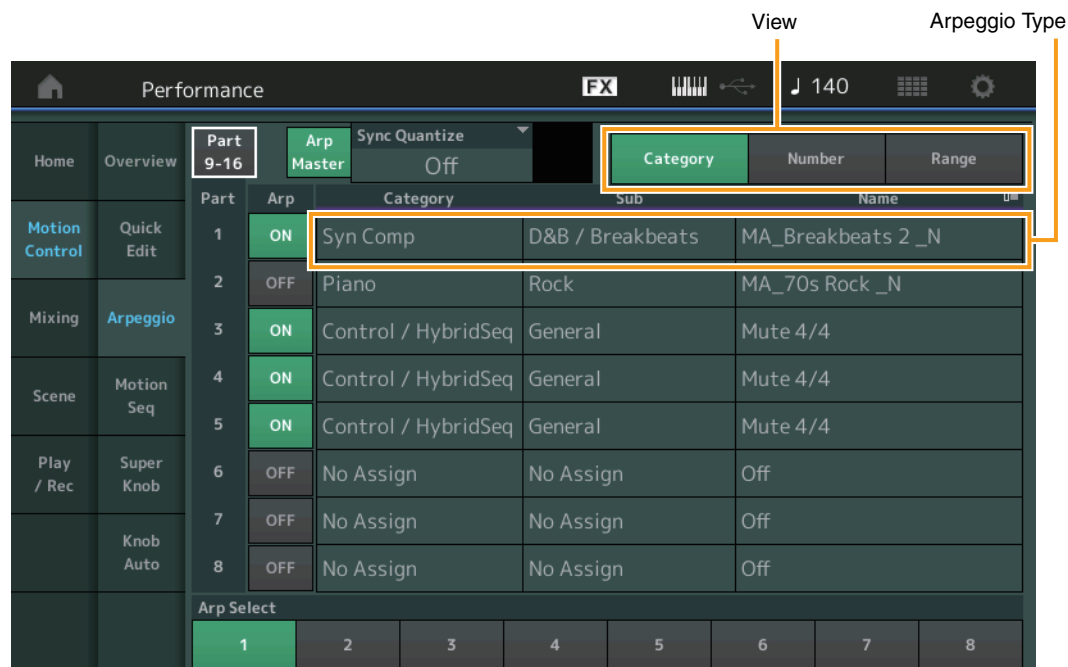 View Arpeggio Type
Performance FX 140
Home Overview Part 9-16 Arp Master Sync Quantize Off Category Number Range
Part Arp Category Sub Name
Motion Control Quick Edit 1 ON Syn Comp D&B / Breakbeats MA_Breakbeats 2 _N
2 OFF Piano Rock MA_70s Rock _N
Mixing Arpeggio 3 ON Control / HybridSeq General Mute 4/4
Scene Motion Seq 4 ON Control / HybridSeq General Mute 4/4
5 ON Control / HybridSeq General Mute 4/4
Play / Rec Super Knob 6 OFF No Assign No Assign Off
7 OFF No Assign No Assign Off
Knob Auto 8 OFF No Assign No Assign Off
Arp Select
1 2 3 4 5 6 7 8